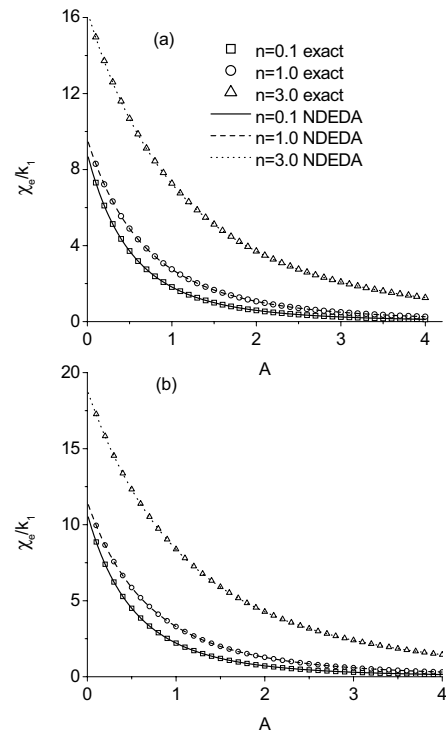 (a)
n=0.1 exact
n=1.0 exact
n=3.0 exact
n=0.1 NDEDA
n=1.0 NDEDA
n=3.0 NDEDA
16
12
8
4
0
χe/k1
0 1 2 3 4
A
(b)
20
15
10
5
0
χe/k1
0 1 2 3 4
A